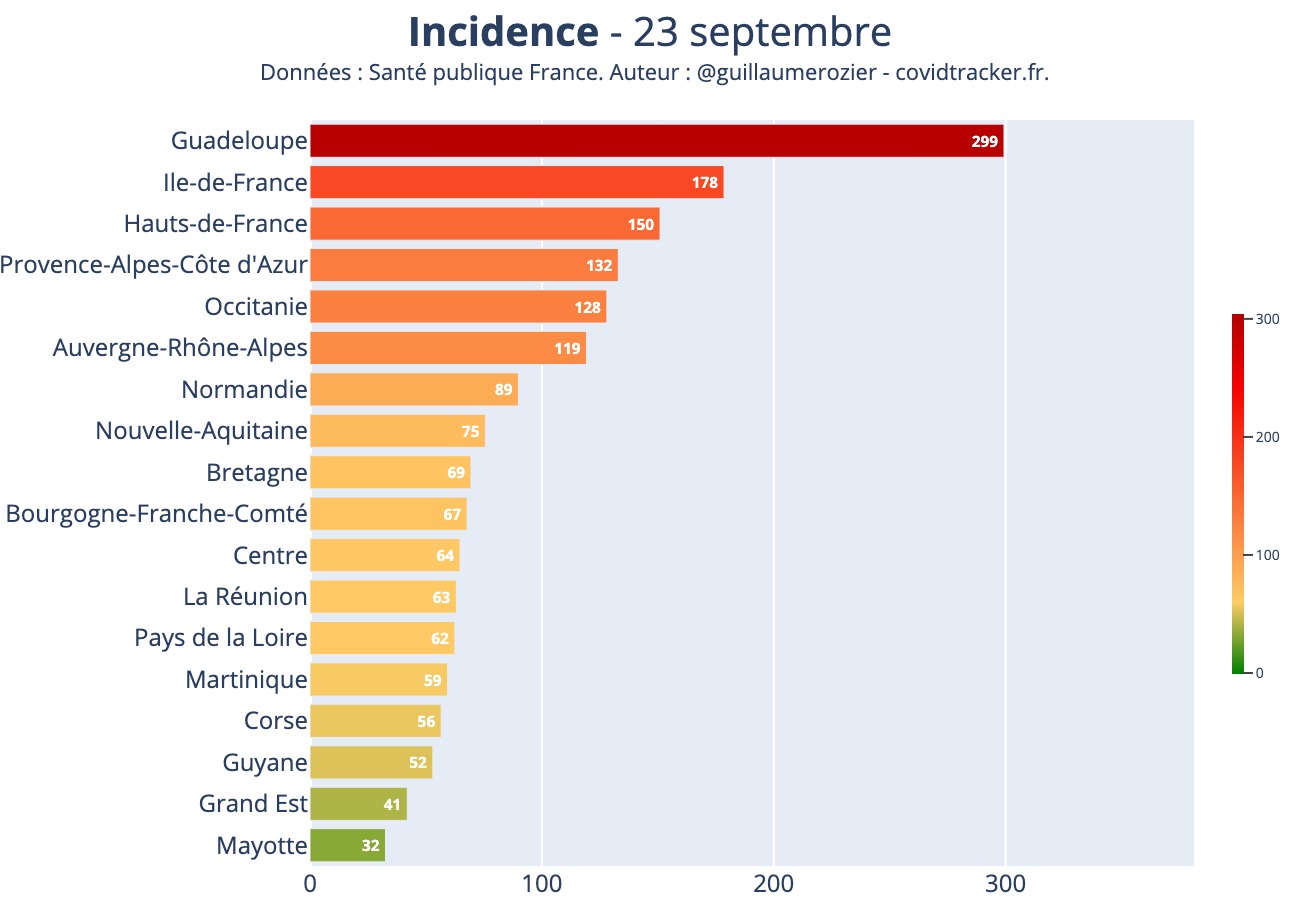 Incidence - 23 septembre
Données : Santé publique France. Auteur : @guillaumerozier - covidtracker.fr.
Guadeloupe 299
Ile-de-France 178
Hauts-de-France 150
Provence-Alpes-Côte d'Azur 132
Occitanie 128
Auvergne-Rhône-Alpes 119
Normandie 89
Nouvelle-Aquitaine 75
Bretagne 69
Bourgogne-Franche-Comté 67
Centre 64
La Réunion 63
Pays de la Loire 62
Martinique 59
Corse 56
Guyane 52
Grand Est 41
Mayotte 32
0 100 200 300
300
200
100
0